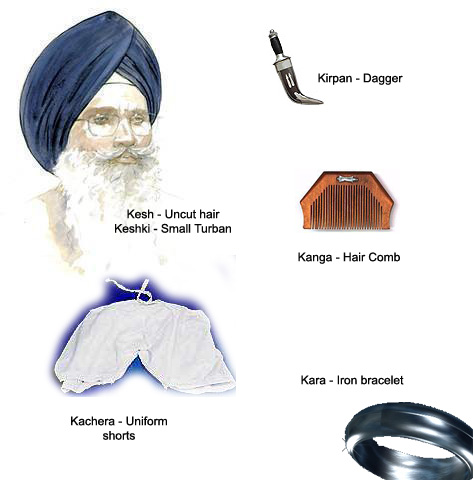 Kirpan - Dagger
Kesh - Uncut hair
Keshki - Small Turban
Kanga - Hair Comb
Kara - Iron bracelet
Kachera - Uniform
shorts